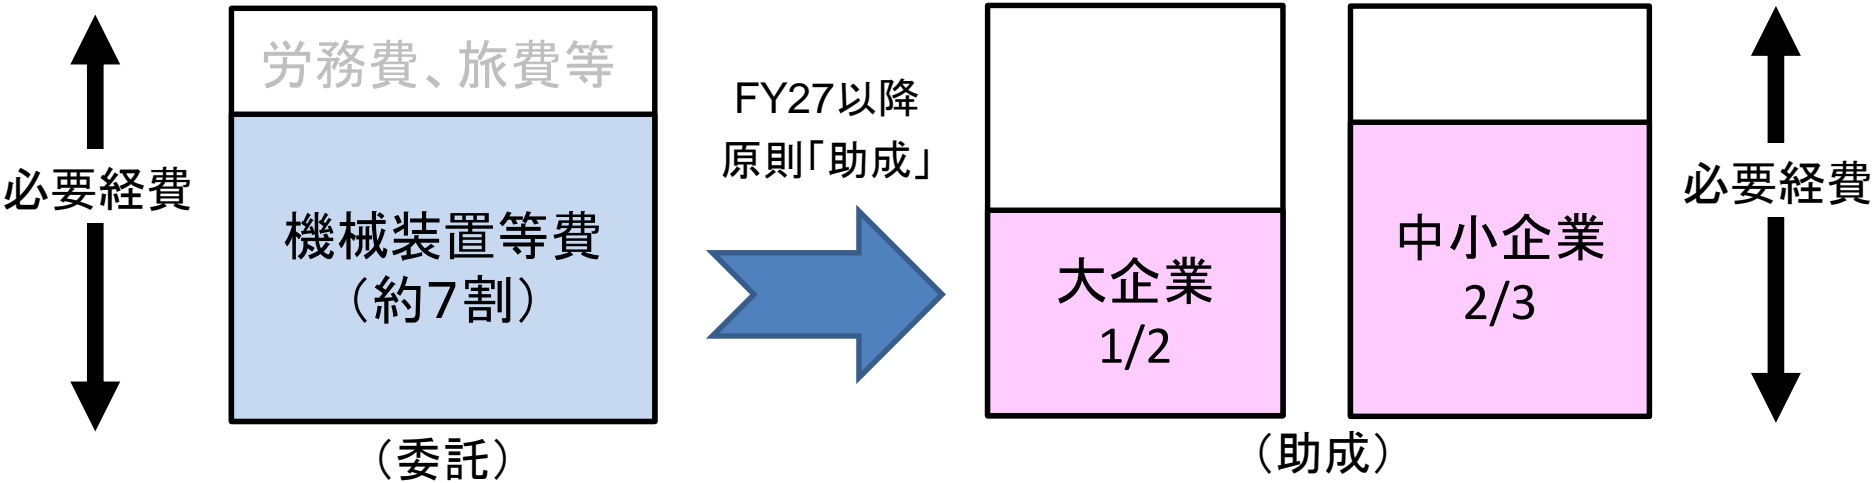 必要経費
労務費、旅費等
機械装置等費
（約7割）
（委託）
FY27以降
原則「助成」
大企業
1/2
中小企業
2/3
（助成）
必要経費